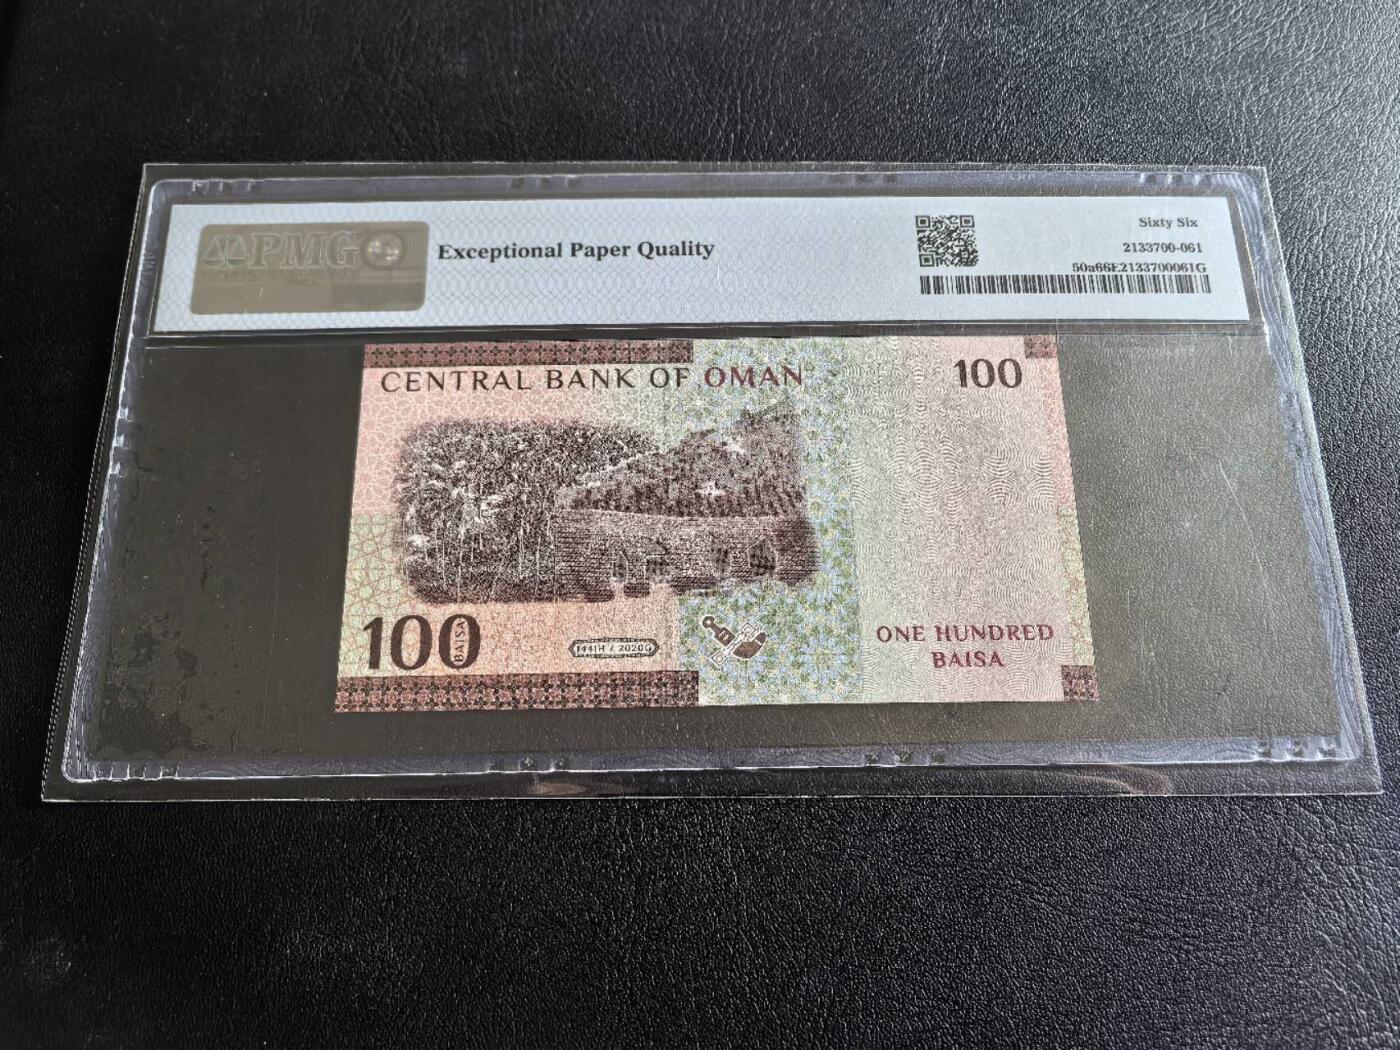 PMG
Exceptional Paper Quality
Sixty Six
2133700-061
50a66E2133700061G
CENTRAL BANK OF OMAN
100
100
BAISA
1441H / 2020G
ONE HUNDRED
BAISA